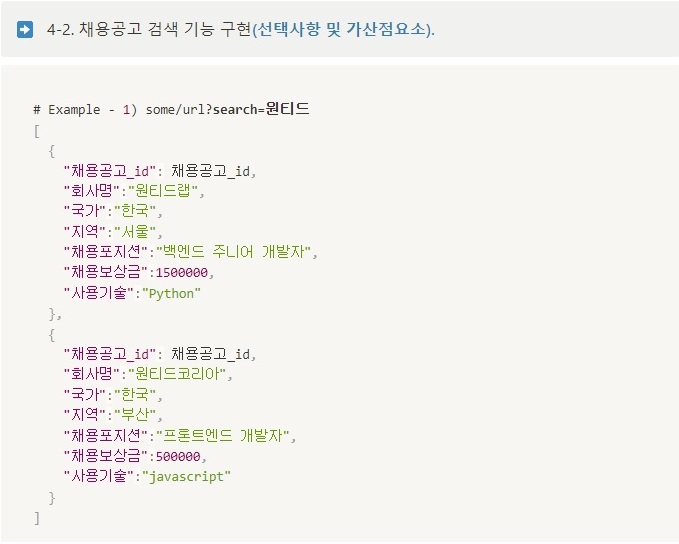 4-2. 채용공고 검색 기능 구현(선택사항 및 가산점요소).
# Example - 1) some/url?search=원티드
[
{
"채용공고_id": 채용공고_id,
"회사명":"원티드랩",
"국가":"한국",
"지역":"서울",
"채용포지션":"백엔드 주니어 개발자",
"채용보상금":1500000,
"사용기술":"Python"
},
{
"채용공고_id": 채용공고_id,
"회사명":"원티드코리아",
"국가":"한국",
"지역":"부산",
"채용포지션":"프론트엔드 개발자",
"채용보상금":500000,
"사용기술":"javascript"
}
]